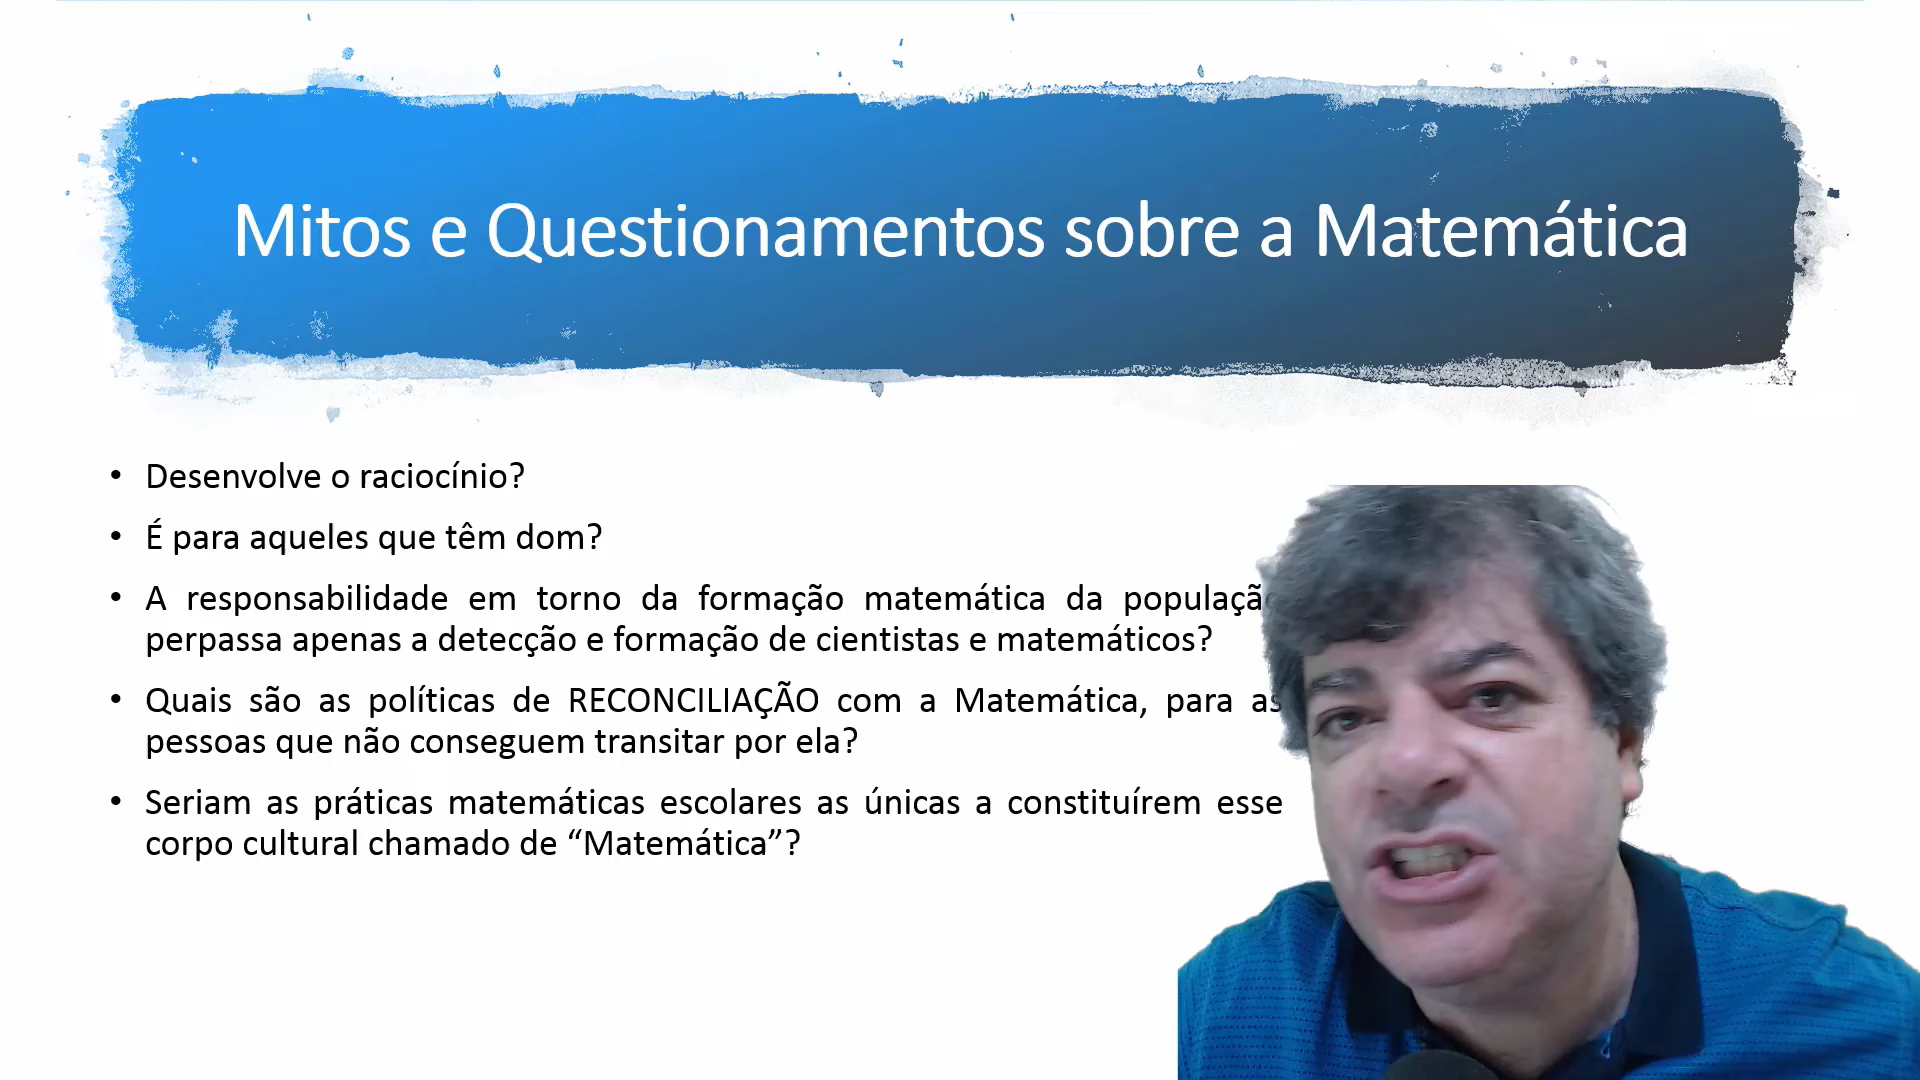 Mitos e Questionamentos sobre a Matemática
• Desenvolve o raciocínio?
• É para aqueles que têm dom?
• A responsabilidade em torno da formação matemática da população
perpassa apenas a detecção e formação de cientistas e matemáticos?
• Quais são as políticas de RECONCILIAÇÃO com a Matemática, para as
pessoas que não conseguem transitar por ela?
• Seriam as práticas matemáticas escolares as únicas a constituírem esse
corpo cultural chamado de “Matemática”?